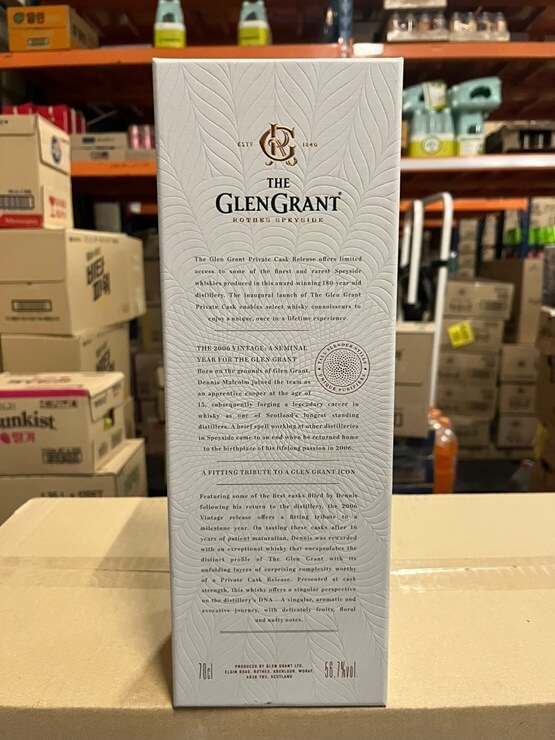 ESTD 1840
THE
GLENGRANT®
ROTHES SPEYSIDE
The Glen Grant Private Cask Release offers limited
access to some of the finest and rarest Speyside
whiskies produced in this award-winning 180-year-old
distillery. The inaugural launch of The Glen Grant
Private Cask enables select whisky connoisseurs to
enjoy a unique, once-in-a-lifetime experience.
THE 2006 VINTAGE: A SEMINAL
YEAR FOR THE GLEN GRANT
Born on the grounds of Glen Grant,
Dennis Malcolm joined the team as
an apprentice cooper at the age of
15, subsequently forging a legendary career in
whisky as one of Scotland's longest standing
distillers. A brief spell working at other distilleries
in Speyside came to an end when he returned home
to the birthplace of his lifelong passion in 2006.
TALL SLENDER STILLS
A FITTING TRIBUTE TO A GLEN GRANT ICON
Featuring some of the first casks filled by Dennis
following his return to the distillery, the 2006
Vintage release offers a fitting tribute to a
milestone year. On tasting these casks after 16
years of patient maturation, Dennis was rewarded
with an exceptional whisky that encapsulates the
distinct profile of The Glen Grant with its
unfolding layers of surprising complexity worthy
of a Private Cask Release. Presented at cask
strength, this whisky offers a singular perspective
on the distillery's DNA – A singular, aromatic and
evocative journey, with delicately fruity, floral
and nutty notes.
70cl
PRODUCED BY GLEN GRANT LTD.
ELGIN ROAD, ROTHES, ABERLOUR, MORAY
AB38 7BS, SCOTLAND
56.7%vol.
unkist
딸기